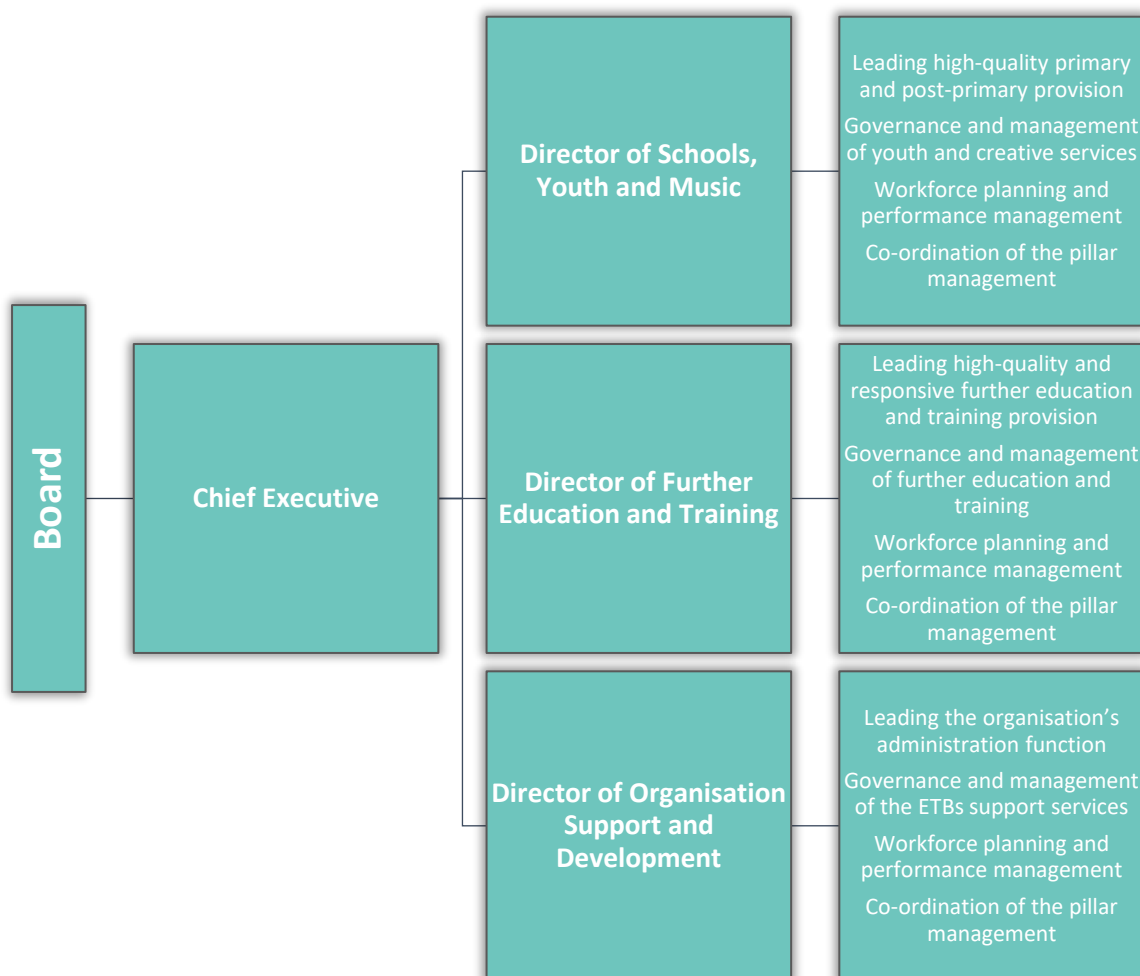 Board
Chief Executive
Director of Schools,
Youth and Music
Leading high-quality primary
and post-primary provision
Governance and management
of youth and creative services
Workforce planning and
performance management
Co-ordination of the pillar
management
Director of Further
Education and Training
Leading high-quality and
responsive further education
and training provision
Governance and management
of further education and
training
Workforce planning and
performance management
Co-ordination of the pillar
management
Director of Organisation
Support and
Development
Leading the organisation’s
administration function
Governance and management
of the ETBs support services
Workforce planning and
performance management
Co-ordination of the pillar
management